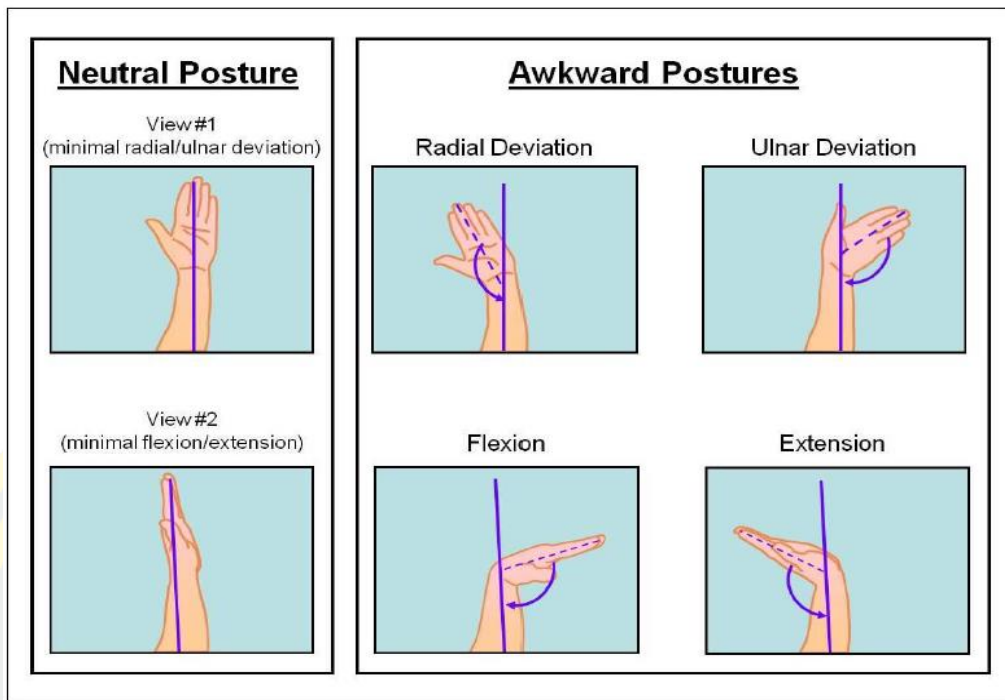 Neutral Posture
View #1
(minimal radial/ulnar deviation)
View #2
(minimal flexion/extension)
Awkward Postures
Radial Deviation
Ulnar Deviation
Flexion
Extension